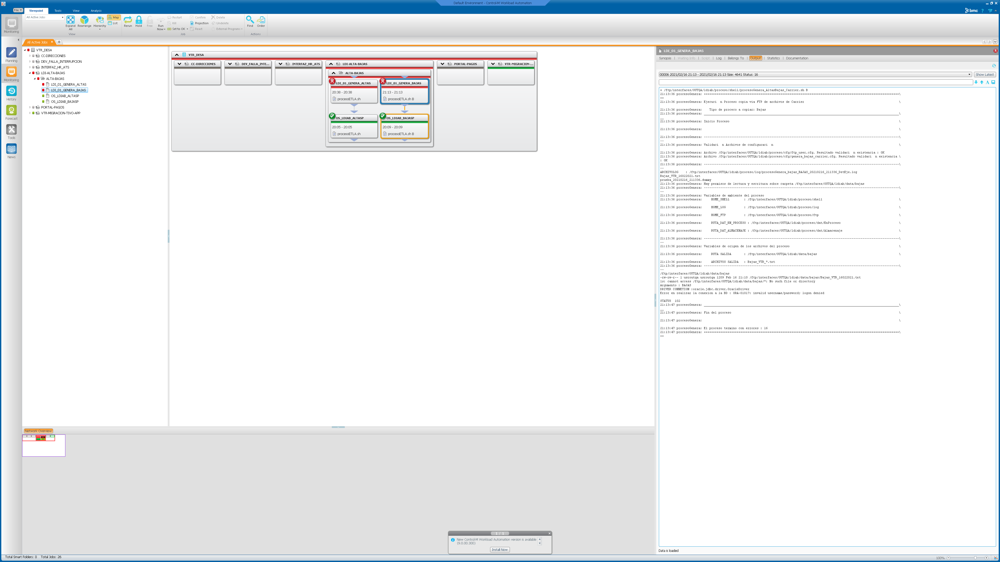 Default Environment - Control-M Workload Automation
File
Viewpoint
Tools
View
Analysis
bmc
?
All Active Jobs
Expand All
Rearrange
Hierarchy
Map
List
View
Rerun
Hold
Free
Run Now
Restart
Kill
Set to OK
Confirm
Projection
React
Delete
Undelete
External Programs
Job
Find
Order
Actions
Monitoring
Planning
Monitoring
History
Forecast
Tools
News
All Active Jobs
VTR_DESA
CC-DIRECCIONES
DEV_FALLA_INTERRUPCION
INTERFAZ_HR_ATS
LDI-ALTA-BAJAS
ALTA-BAJAS
LDI_01_GENERA_ALTAS
LDI_01_GENERA_BAJAS
OS_LDIAB_ALTASP
OS_LDIAB_BAJASP
PORTAL-PAGOS
VTR-MIGRACION-TIVO-APP
VTR_DESA
CC-DIRECCIONES
DEV_FALLA_INTE...
INTERFAZ_HR_ATS
LDI-ALTA-BAJAS
PORTAL-PAGOS
VTR-MIGRACION-...
ALTA-BAJAS
LDI_01_GENERA_ALTAS
20:38 - 20:38
procesoETLA.sh
LDI_01_GENERA_BAJAS
21:13 - 21:13
procesoETLA.sh B
OS_LDIAB_ALTASP
20:05 - 20:05
procesoETLA.sh
OS_LDIAB_BAJASP
20:09 - 20:09
procesoETLA.sh B
LDI_01_GENERA_BAJAS
Synopsis | Waiting Info | Script | Log | Belongs To | Output | Statistics | Documentation
00006 2021/02/16 21:13 - 2021/02/16 21:13 Size: 4641 Status: 16
Show Latest
+ /ftp/interfaces/OUTQA/ldiab/proceso/shell/procesoGenera_AltasBajas_Carrier.sh B
21:13:36 procesoGenera: ===========================================================================================================\
==
21:13:36 procesoGenera: Ejecuci  n Proceso copia via FTP de archivos de Carrier \
21:13:36 procesoGenera:    Tipo de proceco a copiar: Bajas
21:13:36 procesoGenera: ___________________________________________________________________________________________________________\
__
21:13:36 procesoGenera: Inicio Proceso \
21:13:36 procesoGenera: \
21:13:36 procesoGenera: -----------------------------------------------------------------------------------------------------------\
--
21:13:36 procesoGenera: Validaci  n Archivos de configuraci  n \
21:13:36 procesoGenera: Archivo /ftp/interfaces/OUTQA/ldiab/proceso/cfg/ftp_user.cfg. Resultado validaci  n existencia : OK
21:13:36 procesoGenera: Archivo /ftp/interfaces/OUTQA/ldiab/proceso/cfg/genera_bajas_carrier.cfg. Resultado validaci  n existencia \
: OK
21:13:36 procesoGenera: -----------------------------------------------------------------------------------------------------------\
--
ARCHIVOLOG    : /ftp/interfaces/OUTQA/ldiab/proceso/log/procesoGenera_bajas_BAJAS_20210216_211336_DetEje.log
Bajas_VTR_16022021.txt
prueba_20210216_211336.dummy
21:13:36 procesoGenera: Hay permisos de lectura y escritura sobre carpeta /ftp/interfaces/OUTQA/ldiab/data/bajas
21:13:36 procesoGenera: -----------------------------------------------------------------------------------------------------------\
--
21:13:36 procesoGenera: Variables de ambiente del proceso
21:13:36 procesoGenera:     HOME_SHELL        : /ftp/interfaces/OUTQA/ldiab/proceso/shell \
21:13:36 procesoGenera:     HOME_LOG          : /ftp/interfaces/OUTQA/ldiab/proceso/log \
21:13:36 procesoGenera:     HOME_FTP          : /ftp/interfaces/OUTQA/ldiab/proceso/ftp \
21:13:36 procesoGenera:     RUTA_DAT_EN_PROCESO : /ftp/interfaces/OUTQA/ldiab/proceso/dat/EnProceso \
21:13:36 procesoGenera:     RUTA_DAT_ALMACENAJE : /ftp/interfaces/OUTQA/ldiab/proceso/dat/Almacenaje \
21:13:36 procesoGenera: -----------------------------------------------------------------------------------------------------------\
--
21:13:36 procesoGenera: Variables de origen de los archivos del proceso \
21:13:36 procesoGenera:     RUTA SALIDA       : /ftp/interfaces/OUTQA/ldiab/data/bajas \
21:13:36 procesoGenera:     ARCHIVOS SALIDA   : Bajas_VTR_*.txt
21:13:36 procesoGenera: -----------------------------------------------------------------------------------------------------------\
--
/ftp/interfaces/OUTQA/ldiab/data/bajas
-rw-rw-r-- 1 usroutqa usroutqa 1209 Feb 16 21:10 /ftp/interfaces/OUTQA/ldiab/data/bajas/Bajas_VTR_16022021.txt
ls: cannot access /ftp/interfaces/OUTQA/ldiab/data/bajas/*: No such file or directory
Argumento : BAJAS
DRIVER CONNETION :oracle.jdbc.driver.OracleDriver
Error en realizar la conexion a la BD : ORA-01017: invalid username/password; logon denied
STATUS  102
21:13:47 procesoGenera: ___________________________________________________________________________________________________________\
__
21:13:47 procesoGenera: Fin del proceso \
21:13:47 procesoGenera: \
21:13:47 procesoGenera: El proceso termino con errores : 16
21:13:47 procesoGenera: ===========================================================================================================\
==
Data is loaded
Network Overview
1 / 1
New Control-M Workload Automation version is available
(9.0.00.300)
Install Now
Total Smart Folders: 0   Total Jobs: 26
100%